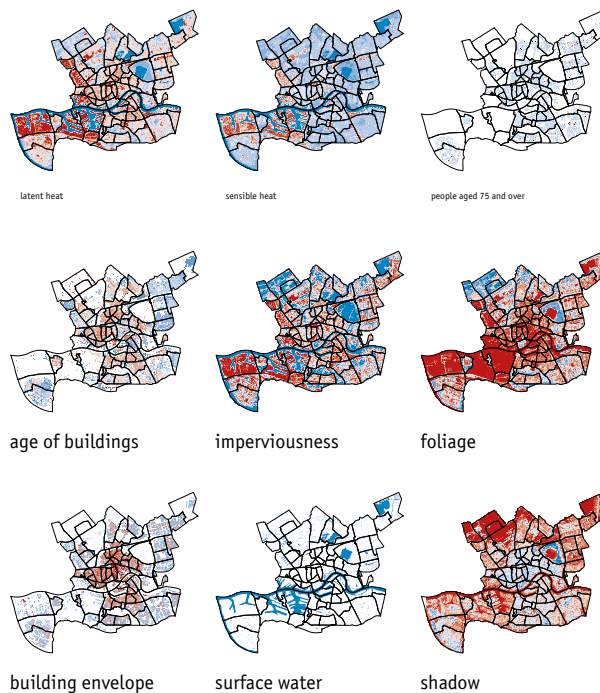 latent heat
sensible heat
people aged 75 and over
age of buildings
imperviousness
foliage
building envelope
surface water
shadow